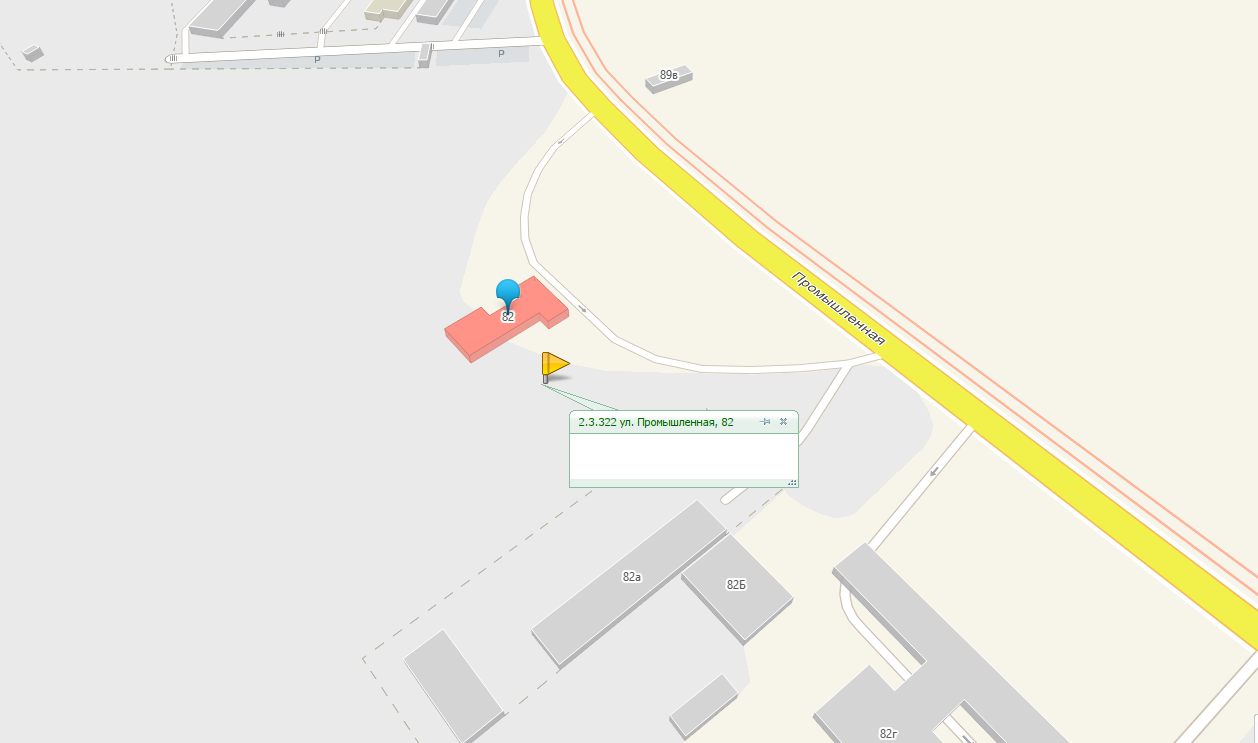 P
P
89в
Промышленная
82
2.3.322 ул. Промышленная, 82
82а
82Б
82г